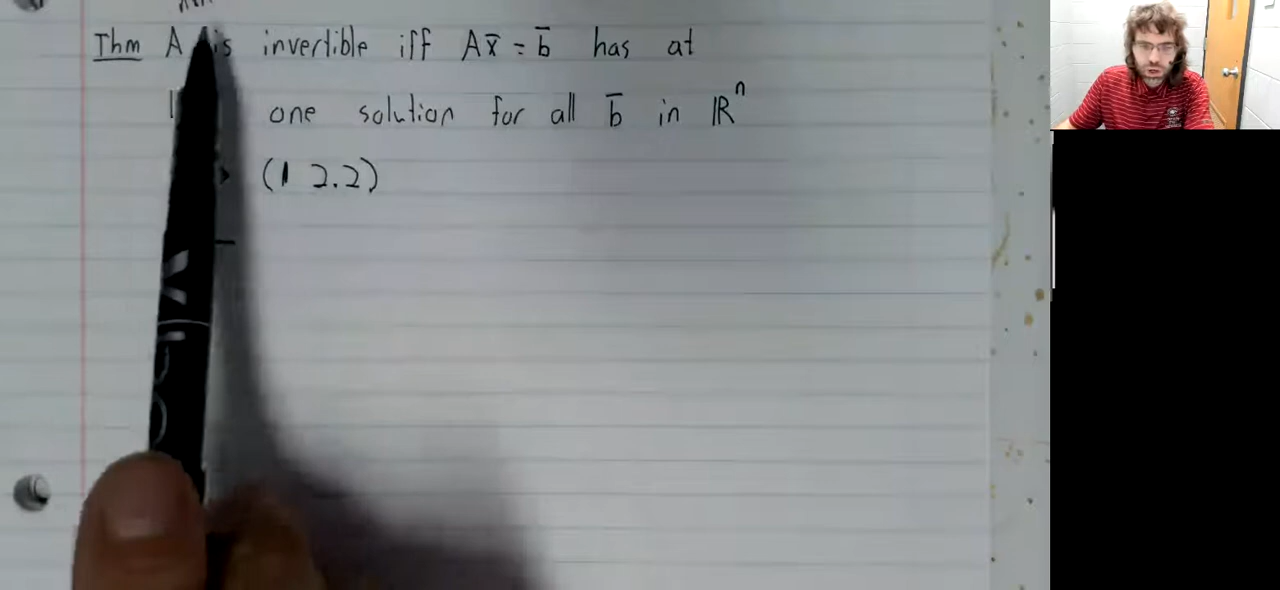 Thm A is invertible iff Ax̄ = b̄ has at
one solution for all b̄ in ℝⁿ
(1 2.2)